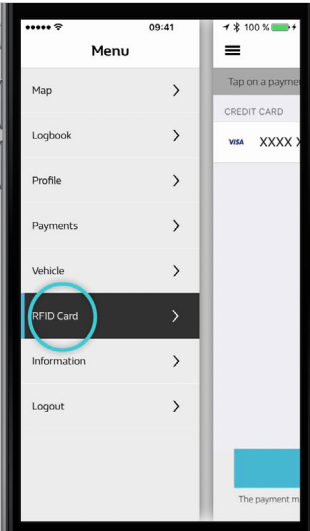 09:41
100 %
Menu
Tap on a payme
Map
CREDIT CARD
Logbook
VISA XXXX X
Profile
Payments
Vehicle
RFID Card
Information
Logout
The payment m